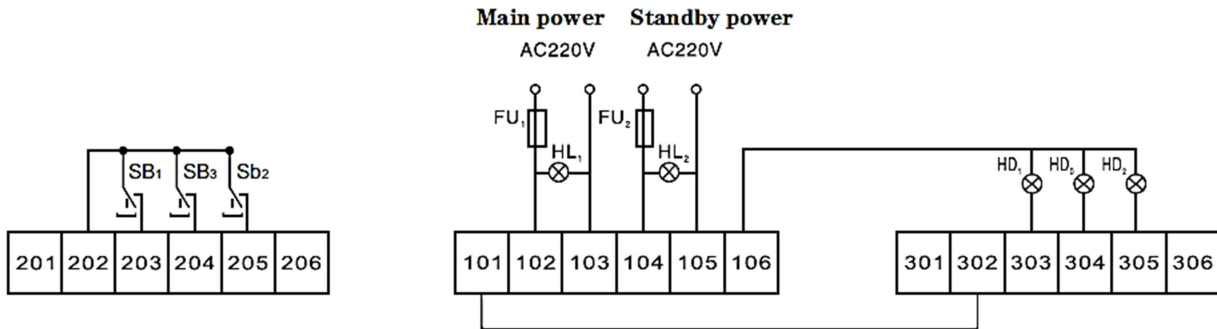 Main power Standby power
AC220V AC220V
FU₁ FU₂
HL₁ HL₂
SB₁ SB₃ Sb₂
HD₁ HD₀ HD₂
201 202 203 204 205 206
101 102 103 104 105 106
301 302 303 304 305 306